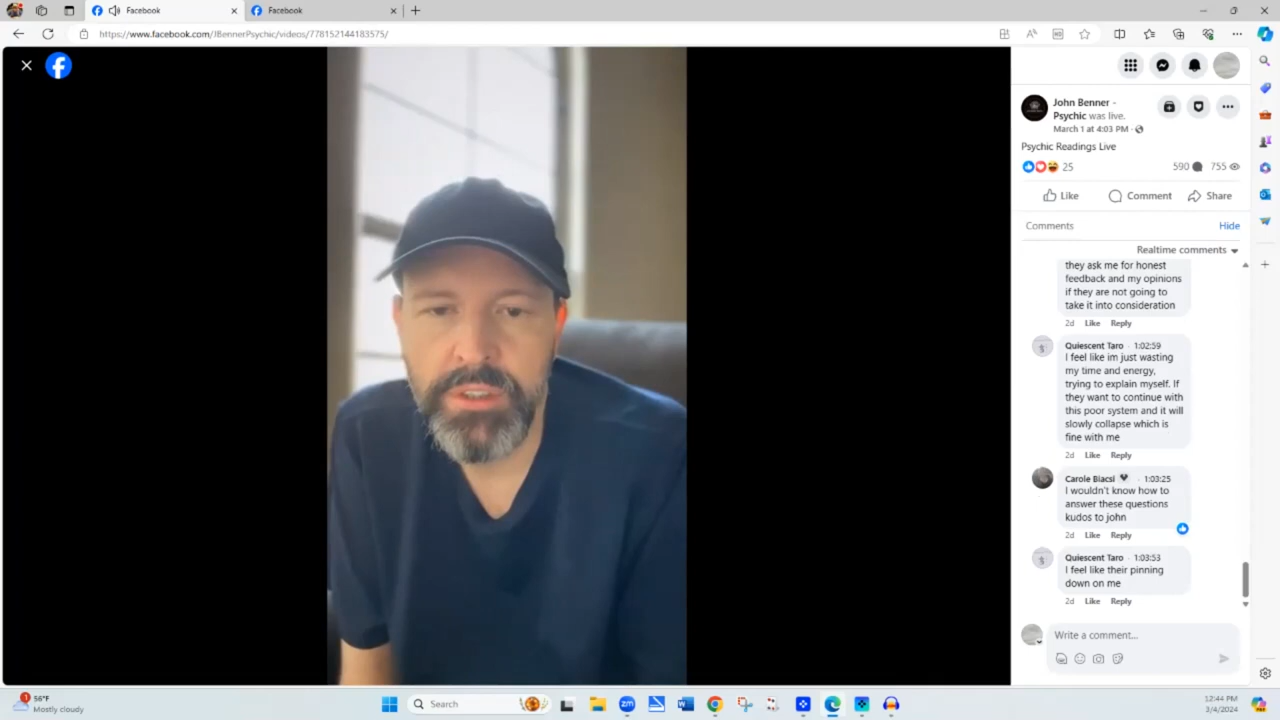 Facebook
Facebook
https://www.facebook.com/JBennerPsychic/videos/778152144183575/
John Benner -
Psychic was live.
March 1 at 4:03 PM ·
Psychic Readings Live
25
590
755
Like
Comment
Share
Comments
Hide
Realtime comments
they ask me for honest
feedback and my opinions
if they are not going to
take it into consideration
2d Like Reply
Quiescent Taro · 1:02:59
I feel like im just wasting
my time and energy,
trying to explain myself. If
they want to continue with
this poor system and it will
slowly collapse which is
fine with me
2d Like Reply
Carole Biacsi · 1:03:25
I wouldn't know how to
answer these questions
kudos to john
2d Like Reply
Quiescent Taro · 1:03:53
I feel like their pinning
down on me
2d Like Reply
Write a comment...
1
56°F
Mostly cloudy
Search
zm
12:44 PM
3/4/2024